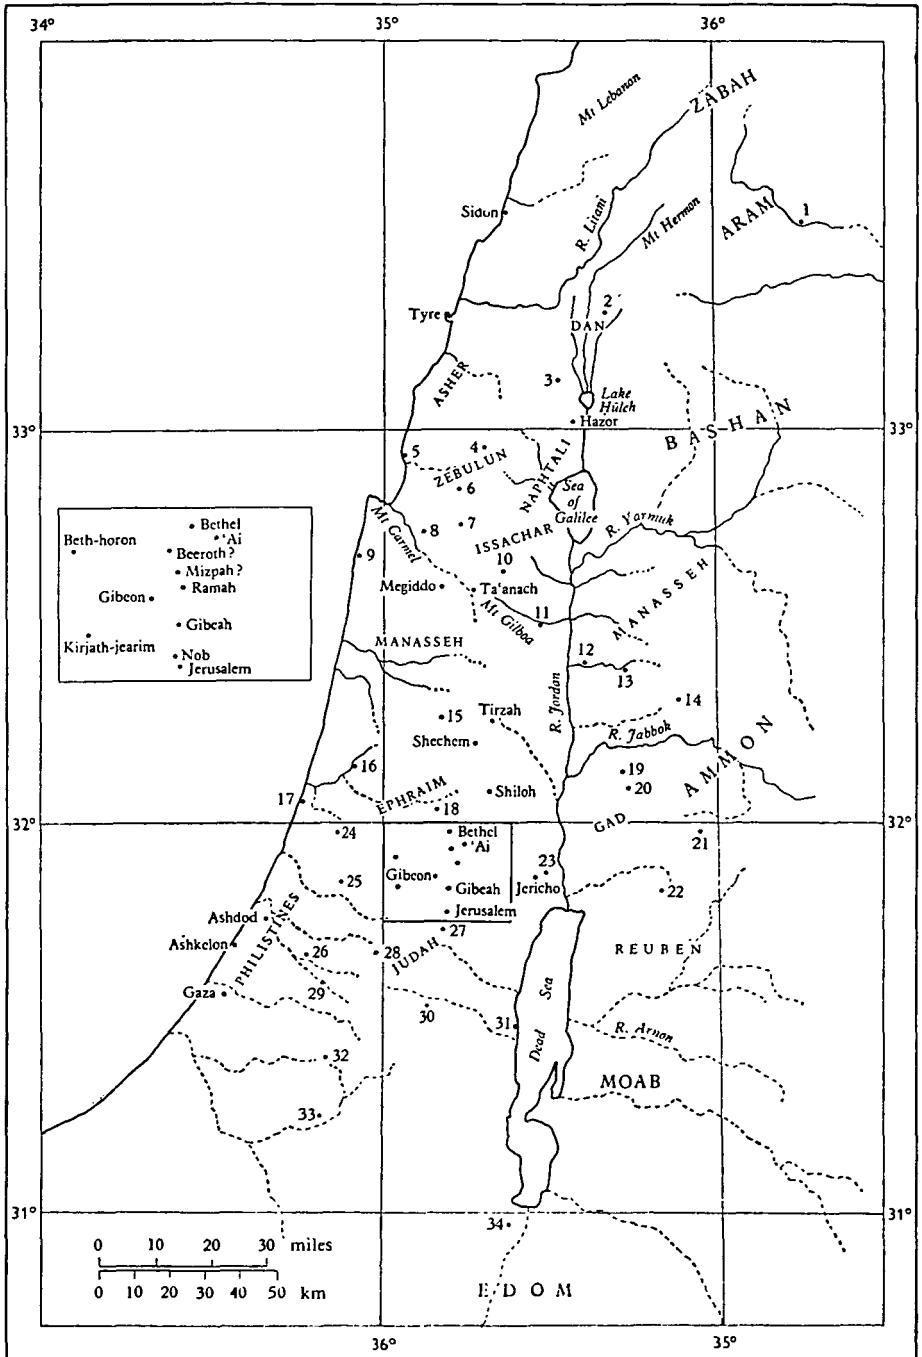 34°
35°
36°
Mt Lebanon
ZABAH
Sidon
R. Litani
Mt Hermon
ARAM
1
Tyre
2
DAN
ASHER
3
Lake
Hūleh
Hazor
33°
33°
BASHAN
5
4
ZEBULUN
NAPHTALI
6
Sea
of
Galilee
Mt Carmel
8
7
ISSACHAR
R. Yarmuk
9
10
Megiddo
Ta'anach
MANASSEH
Mt Gilboa
11
MANASSEH
12
13
Bethel
'Ai
Beth-horon
Beeroth?
Mizpah?
Ramah
Gibeon
Gibeah
Kirjath-jearim
Nob
Jerusalem
R. Jordan
14
15
Tirzah
Shechem
R. Jabbok
AMMON
16
19
20
17
EPHRAIM
18
Shiloh
32°
32°
GAD
24
Bethel
'Ai
21
23
25
Gibeon
Jericho
22
Gibeah
Ashdod
Jerusalem
27
PHILISTINES
Ashkelon
26
28
JUDAH
REUBEN
Gaza
29
30
31
Dead
Sea
R. Arnon
32
MOAB
33
31°
31°
34
0 10 20 30 miles
0 10 20 30 40 50 km
EDOM
36°
35°